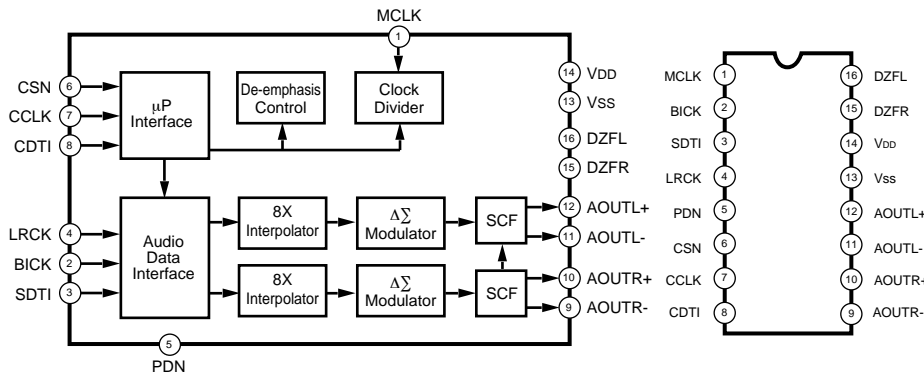 MCLK
1
CSN 6
CCLK 7
CDTI 8
µP
Interface
De-emphasis
Control
Clock
Divider
14 VDD
13 VSS
16 DZFL
15 DZFR
LRCK 4
BICK 2
SDTI 3
Audio
Data
Interface
8X
Interpolator
ΔΣ
Modulator
SCF
12 AOUTL+
11 AOUTL-
8X
Interpolator
ΔΣ
Modulator
SCF
10 AOUTR+
9 AOUTR-
5
PDN
MCLK 1
BICK 2
SDTI 3
LRCK 4
PDN 5
CSN 6
CCLK 7
CDTI 8
16 DZFL
15 DZFR
14 VDD
13 VSS
12 AOUTL+
11 AOUTL-
10 AOUTR-
9 AOUTR-